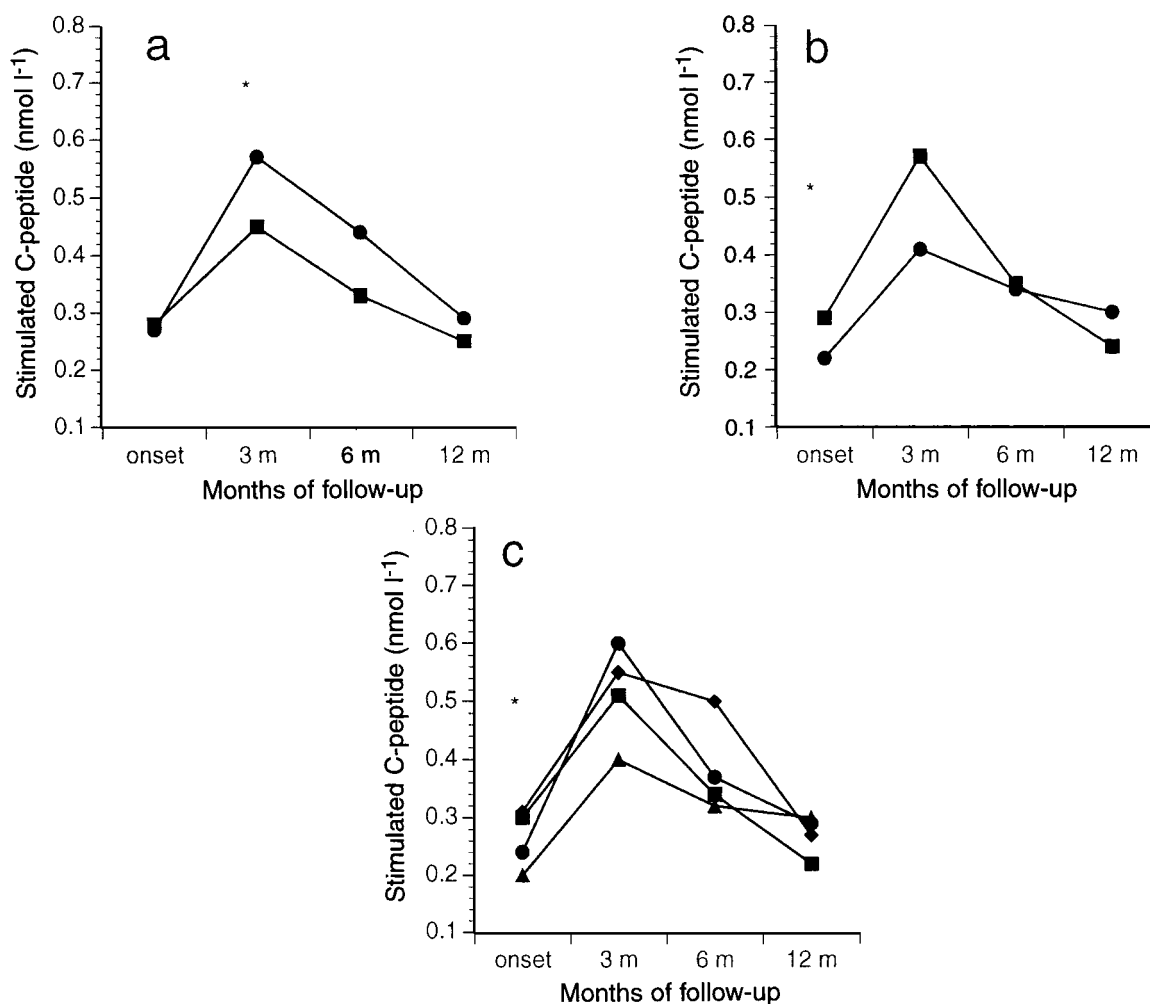 a
*
Stimulated C-peptide (nmol l-1)
0.8
0.7
0.6
0.5
0.4
0.3
0.2
0.1
onset 3 m 6 m 12 m
Months of follow-up
b
*
Stimulated C-peptide (nmol l-1)
0.8
0.7
0.6
0.5
0.4
0.3
0.2
0.1
onset 3 m 6 m 12 m
Months of follow-up
c
*
Stimulated C-peptide (nmol l-1)
0.8
0.7
0.6
0.5
0.4
0.3
0.2
0.1
onset 3 m 6 m 12 m
Months of follow-up